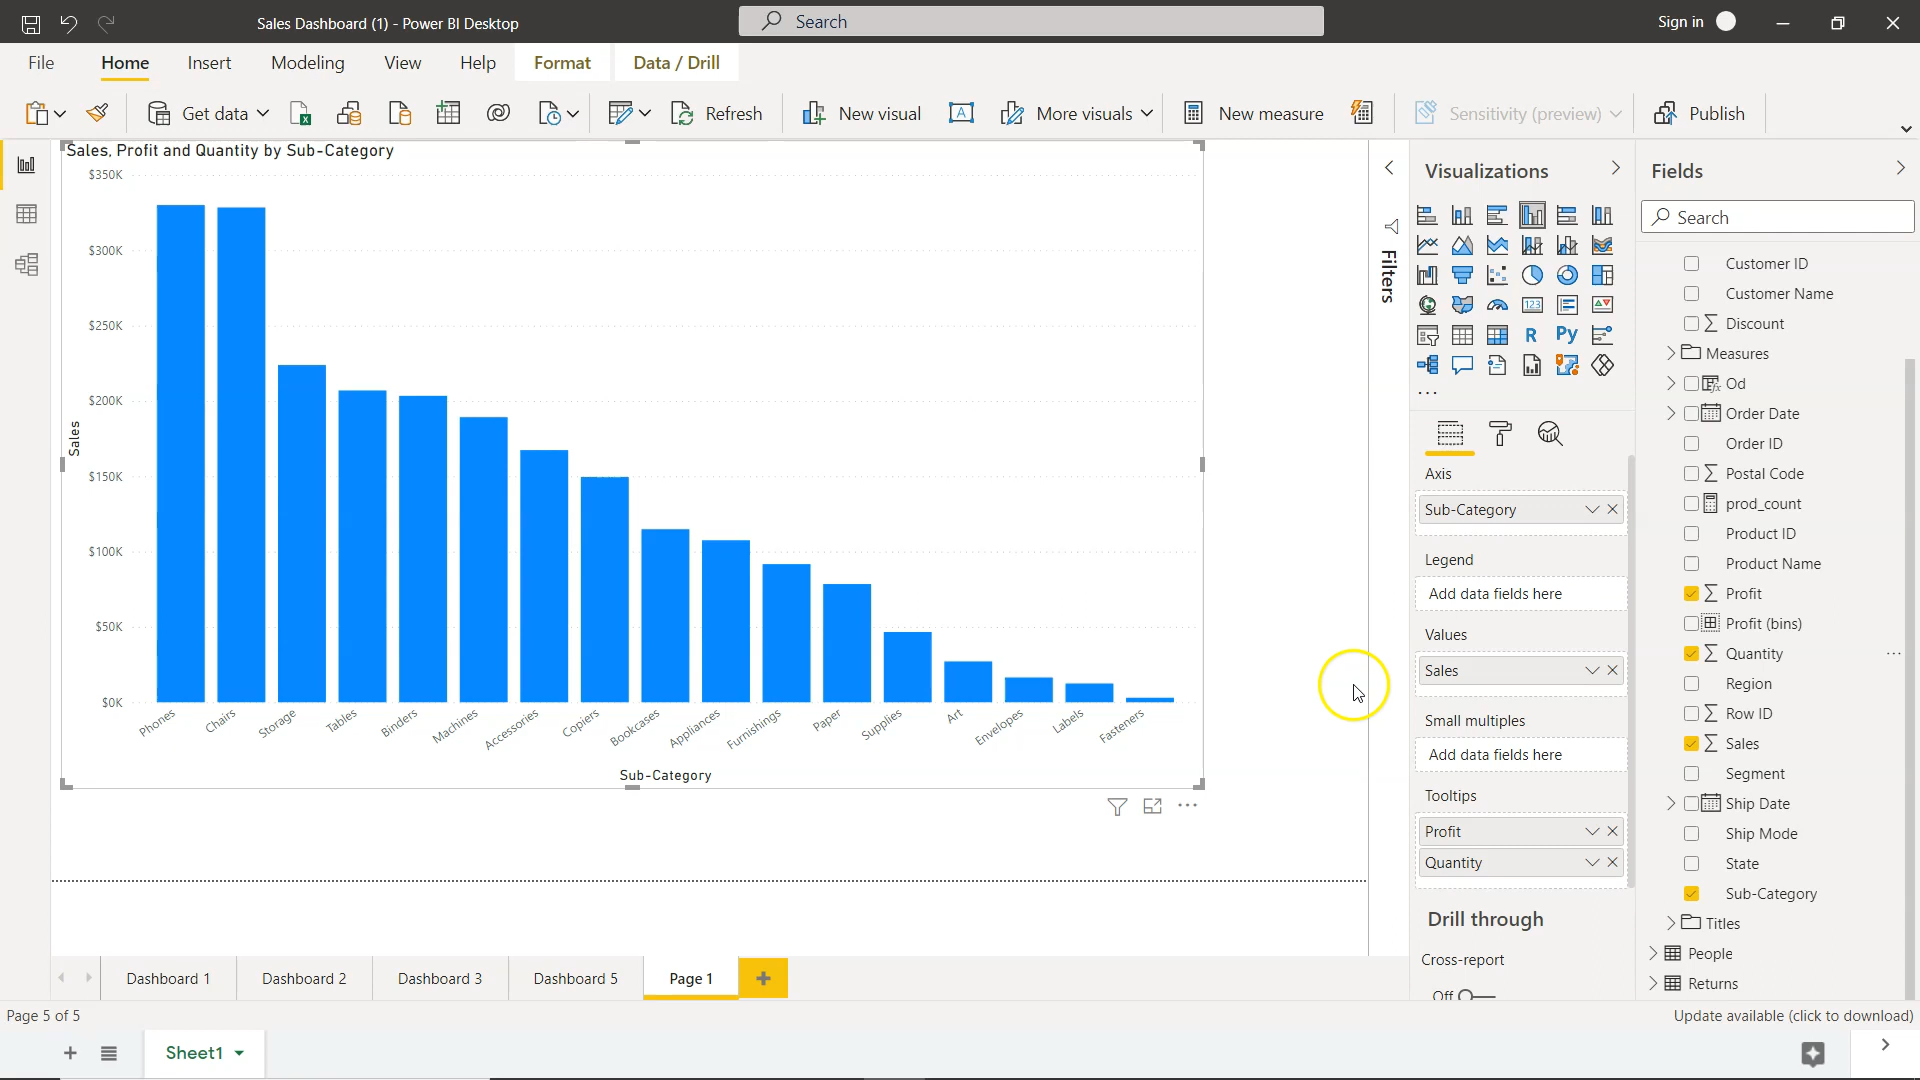 Sales Dashboard (1) - Power BI Desktop
Search
Sign in
File
Home
Insert
Modeling
View
Help
Format
Data / Drill
Get data
Refresh
New visual
More visuals
New measure
Sensitivity (preview)
Publish
Sales, Profit and Quantity by Sub-Category
$350K
$300K
$250K
$200K
$150K
$100K
$50K
$0K
Sales
Phones
Chairs
Storage
Tables
Binders
Machines
Accessories
Copiers
Bookcases
Appliances
Furnishings
Paper
Supplies
Art
Envelopes
Labels
Fasteners
Sub-Category
Filters
Visualizations
123
R
Py
Axis
Sub-Category
Legend
Add data fields here
Values
Sales
Small multiples
Add data fields here
Tooltips
Profit
Quantity
Drill through
Cross-report
Off
Fields
Search
Customer ID
Customer Name
Discount
Measures
Od
Order Date
Order ID
Postal Code
prod_count
Product ID
Product Name
Profit
Profit (bins)
Quantity
Region
Row ID
Sales
Segment
Ship Date
Ship Mode
State
Sub-Category
Titles
People
Returns
Dashboard 1
Dashboard 2
Dashboard 3
Dashboard 5
Page 1
Page 5 of 5
Update available (click to download)
Sheet1